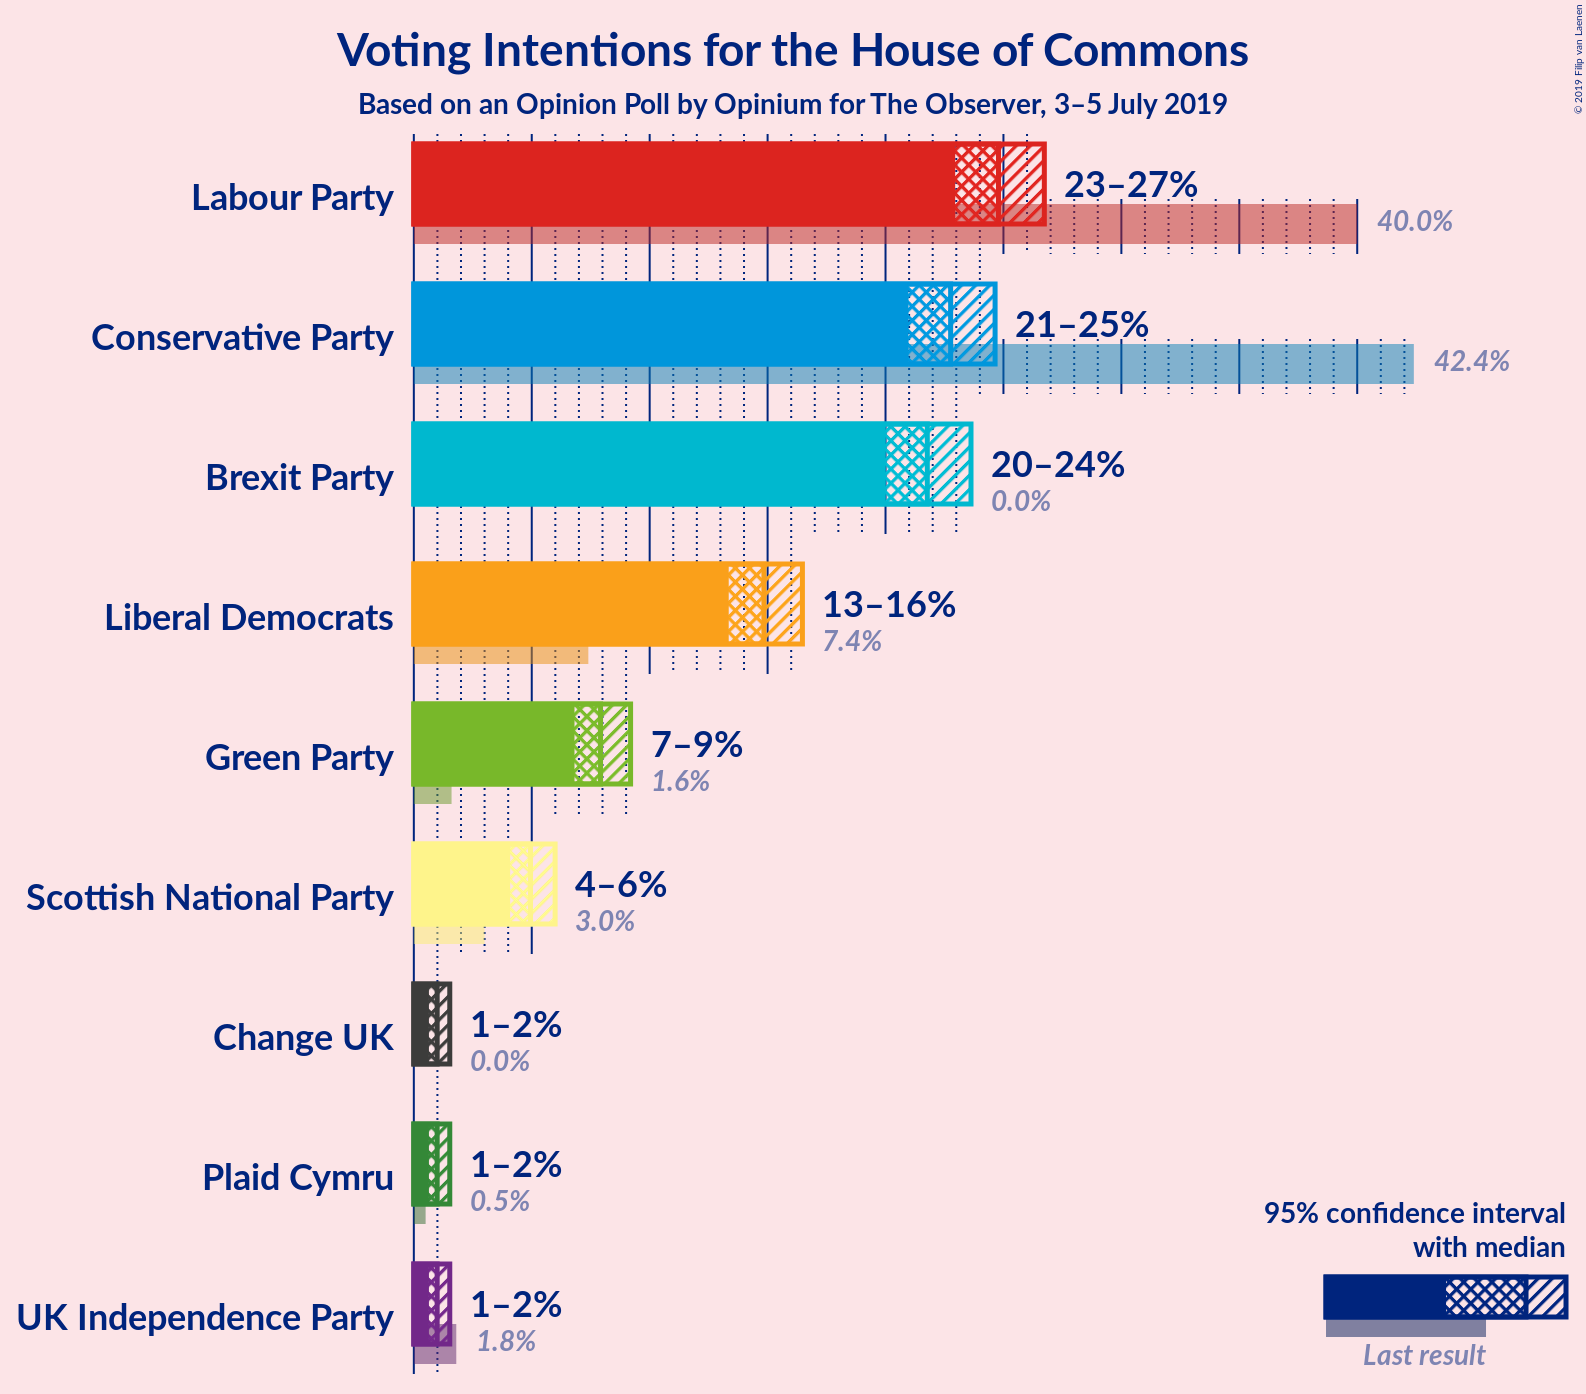 Voting Intentions for the House of Commons
Based on an Opinion Poll by Opinium for The Observer, 3–5 July 2019
© 2019 Filip van Laenen
Labour Party
23–27%
40.0%
Conservative Party
21–25%
42.4%
Brexit Party
20–24%
0.0%
Liberal Democrats
13–16%
7.4%
Green Party
7–9%
1.6%
Scottish National Party
4–6%
3.0%
Change UK
1–2%
0.0%
Plaid Cymru
1–2%
0.5%
UK Independence Party
1–2%
1.8%
95% confidence interval
with median
Last result